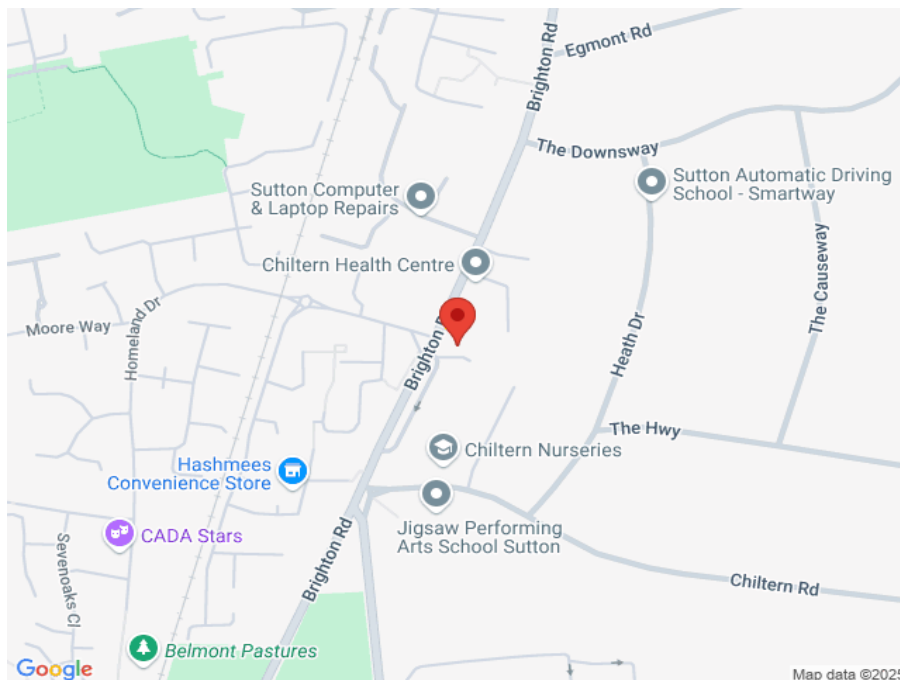 Egmont Rd
Brighton Rd
The Downsway
Sutton Automatic Driving
School - Smartway
Sutton Computer
& Laptop Repairs
The Causeway
Chiltern Health Centre
Moore Way
Homeland Dr
Brighton R
Heath Dr
The Hwy
Chiltern Nurseries
Hashmees
Convenience Store
CADA Stars
Jigsaw Performing
Arts School Sutton
Sevenoaks Cl
Brighton Rd
Chiltern Rd
Belmont Pastures
Google
Map data ©2025